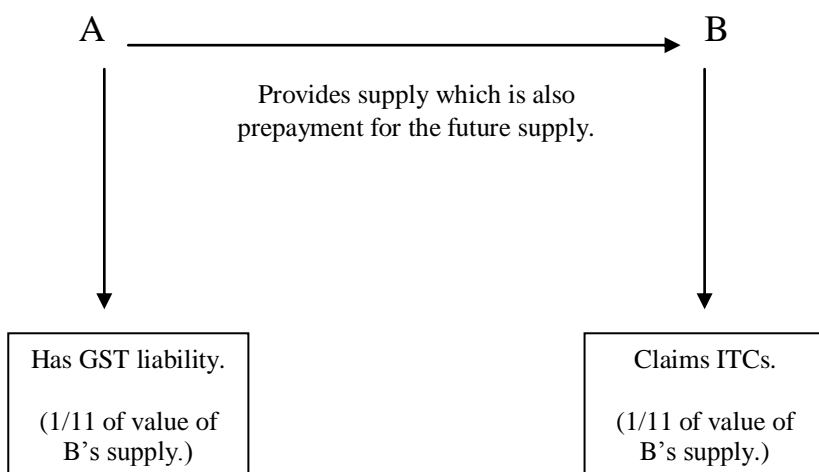 A
B
Provides supply which is also
prepayment for the future supply.
Has GST liability.
(1/11 of value of
B's supply.)
Claims ITCs.
(1/11 of value of
B's supply.)